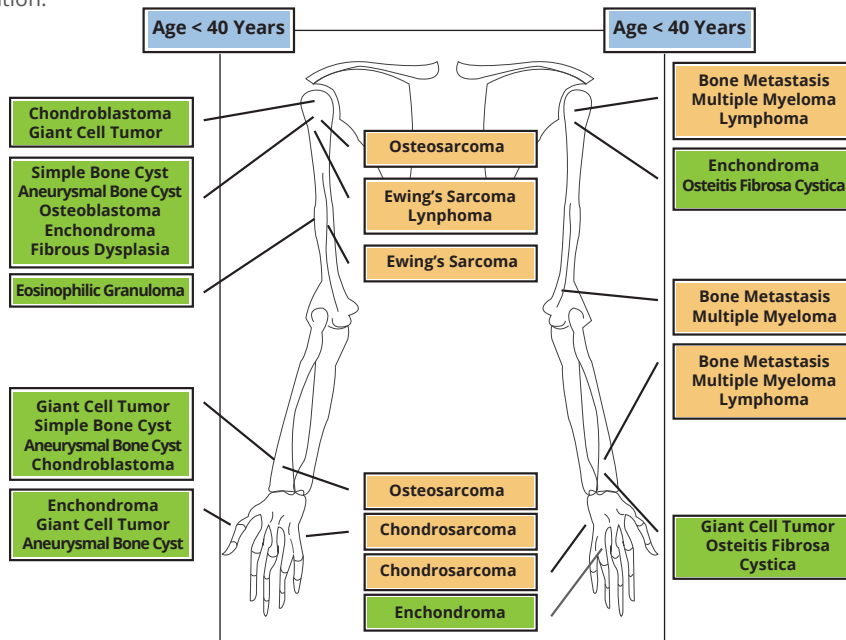 ition.
Age < 40 Years
Age < 40 Years
Chondroblastoma
Giant Cell Tumor
Simple Bone Cyst
Aneurysmal Bone Cyst
Osteoblastoma
Enchondroma
Fibrous Dysplasia
Eosinophilic Granuloma
Giant Cell Tumor
Simple Bone Cyst
Aneurysmal Bone Cyst
Chondroblastoma
Enchondroma
Giant Cell Tumor
Aneurysmal Bone Cyst
Osteosarcoma
Ewing's Sarcoma
Lynphoma
Ewing's Sarcoma
Osteosarcoma
Chondrosarcoma
Chondrosarcoma
Enchondroma
Bone Metastasis
Multiple Myeloma
Lymphoma
Enchondroma
Osteitis Fibrosa Cystica
Bone Metastasis
Multiple Myeloma
Bone Metastasis
Multiple Myeloma
Lymphoma
Giant Cell Tumor
Osteitis Fibrosa
Cystica